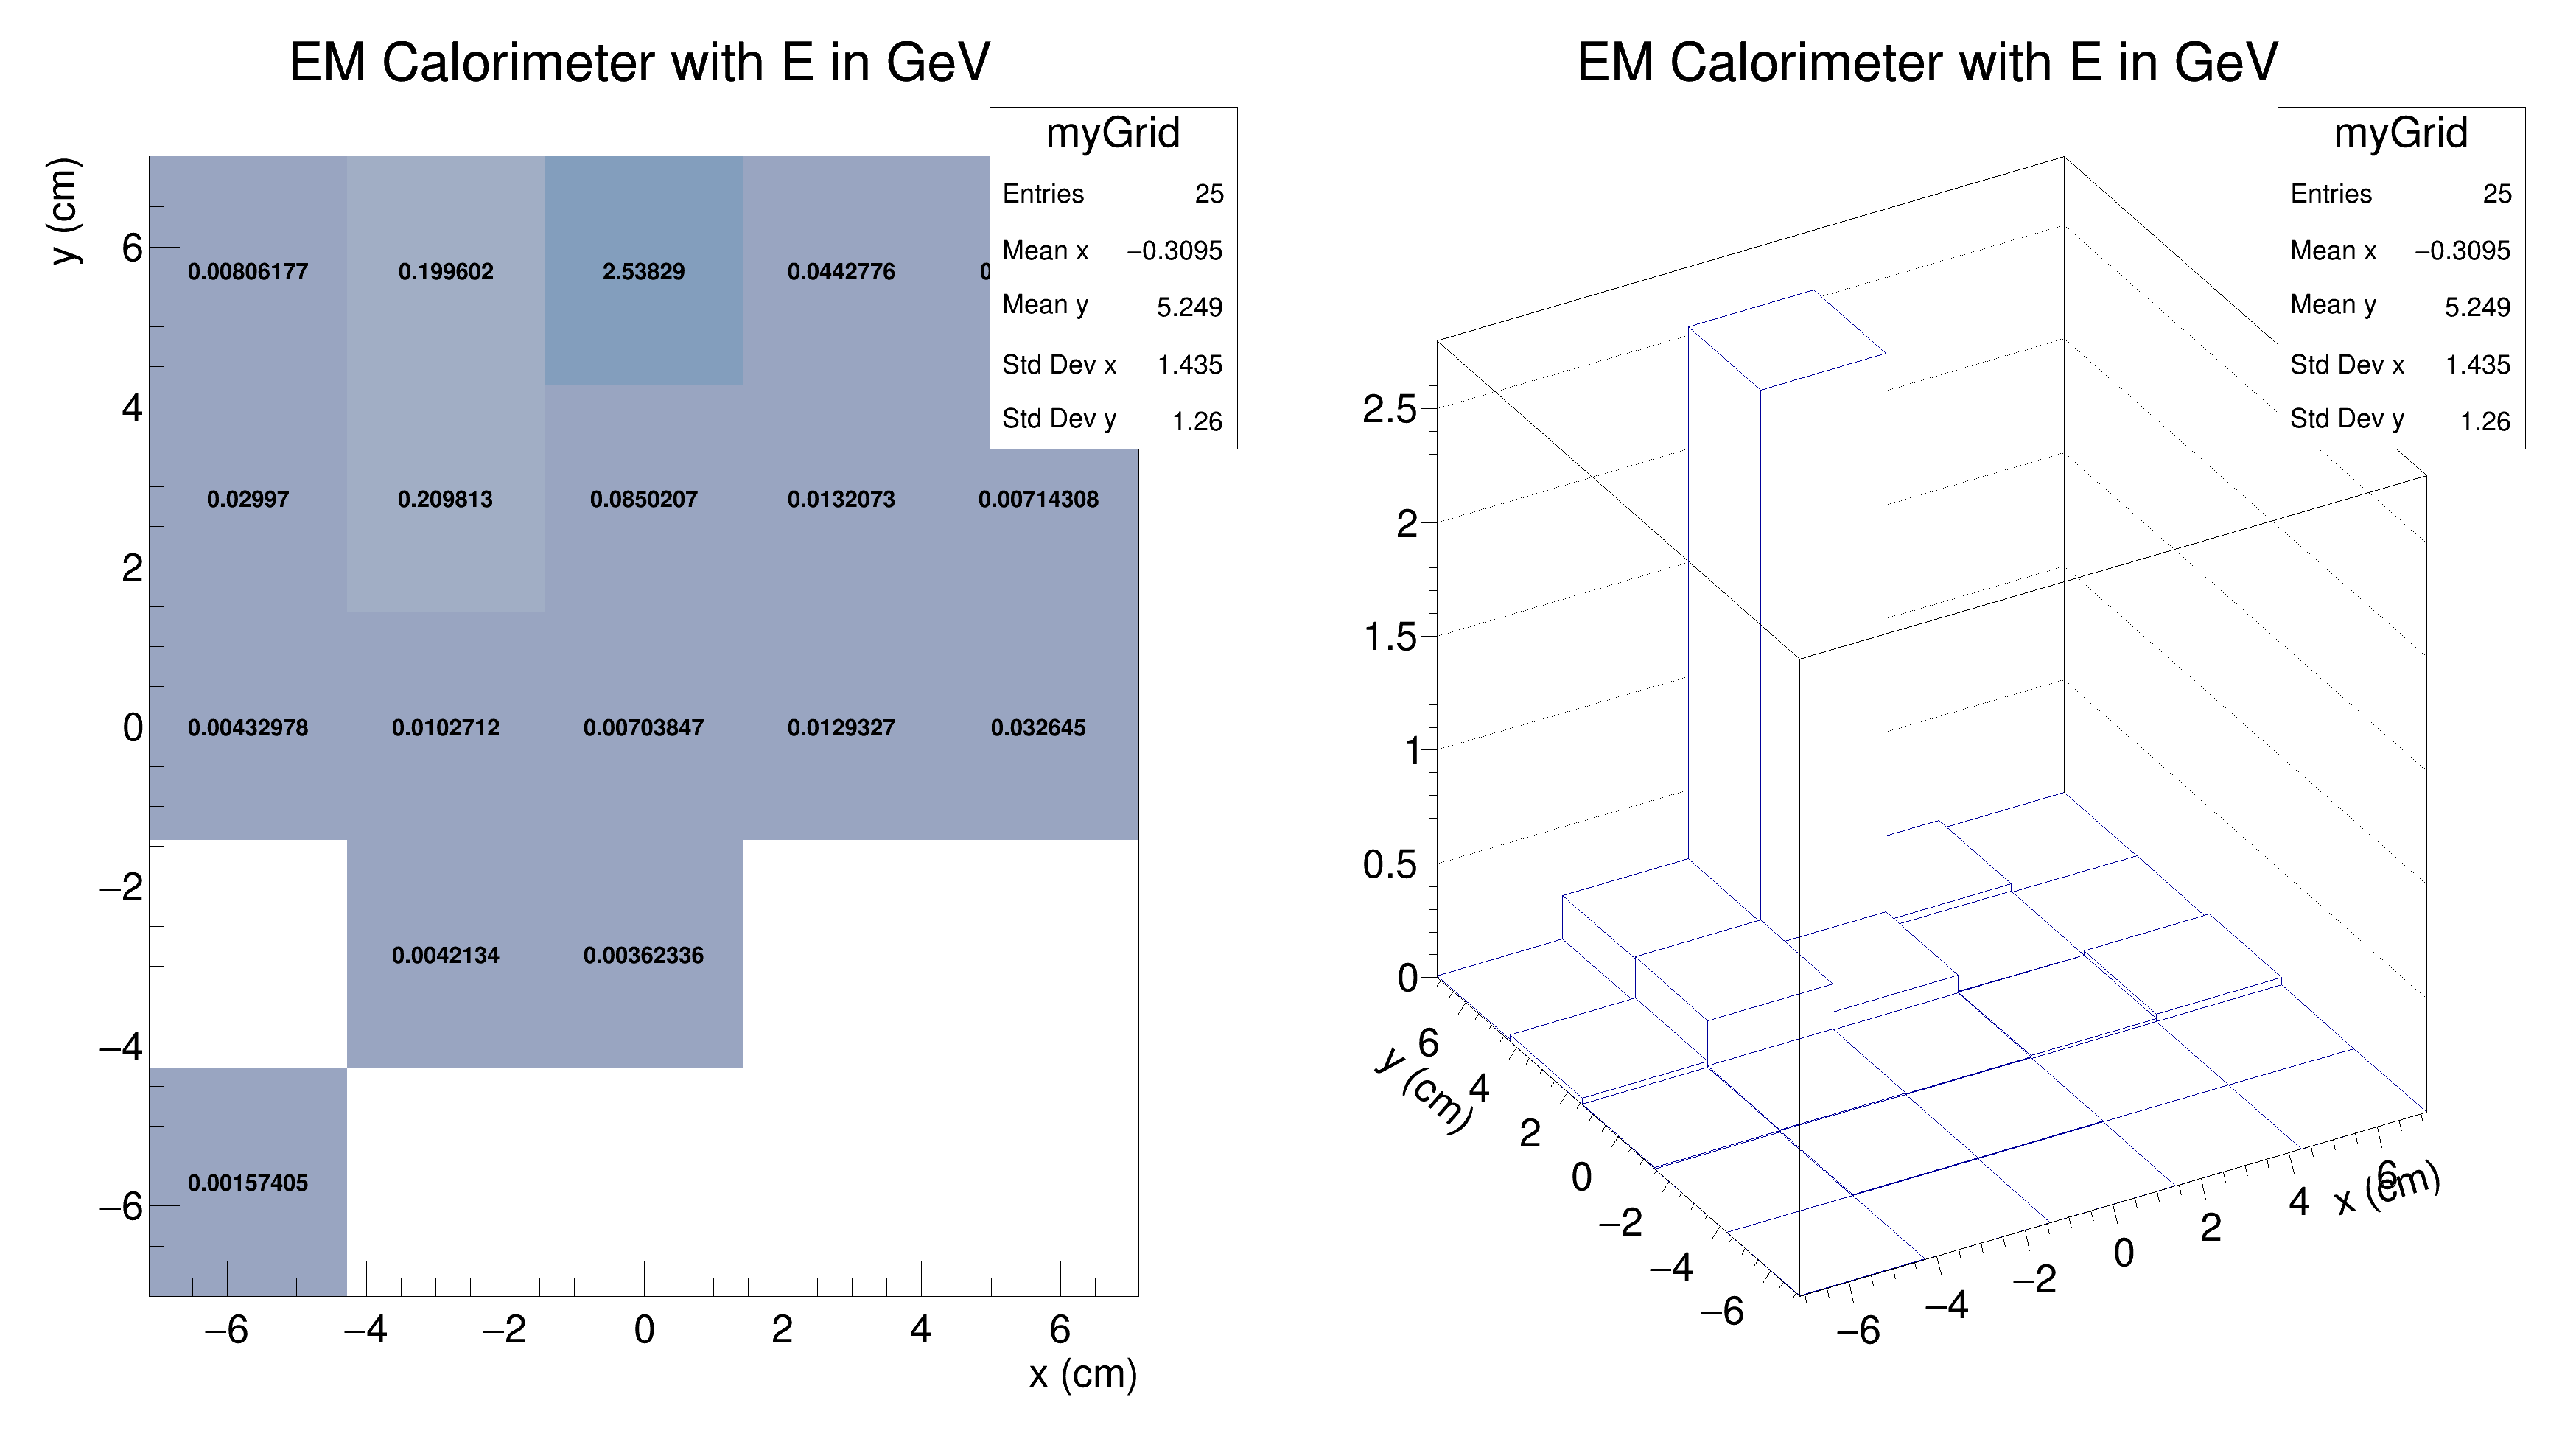 EM Calorimeter with E in GeV
myGrid
Entries 25
Mean x −0.3095
Mean y 5.249
Std Dev x 1.435
Std Dev y 1.26
y (cm)
6
4
2
0
−2
−4
−6
0.00806177 0.199602 2.53829 0.0442776
0.02997 0.209813 0.0850207 0.0132073 0.00714308
0.00432978 0.0102712 0.00703847 0.0129327 0.032645
0.0042134 0.00362336
0.00157405
−6 −4 −2 0 2 4 6
x (cm)
EM Calorimeter with E in GeV
myGrid
Entries 25
Mean x −0.3095
Mean y 5.249
Std Dev x 1.435
Std Dev y 1.26
2.5
2
1.5
1
0.5
0
y (cm)
6
4
2
0
−2
−4
−6
−6 −4 −2 0 2 4 6
x (cm)